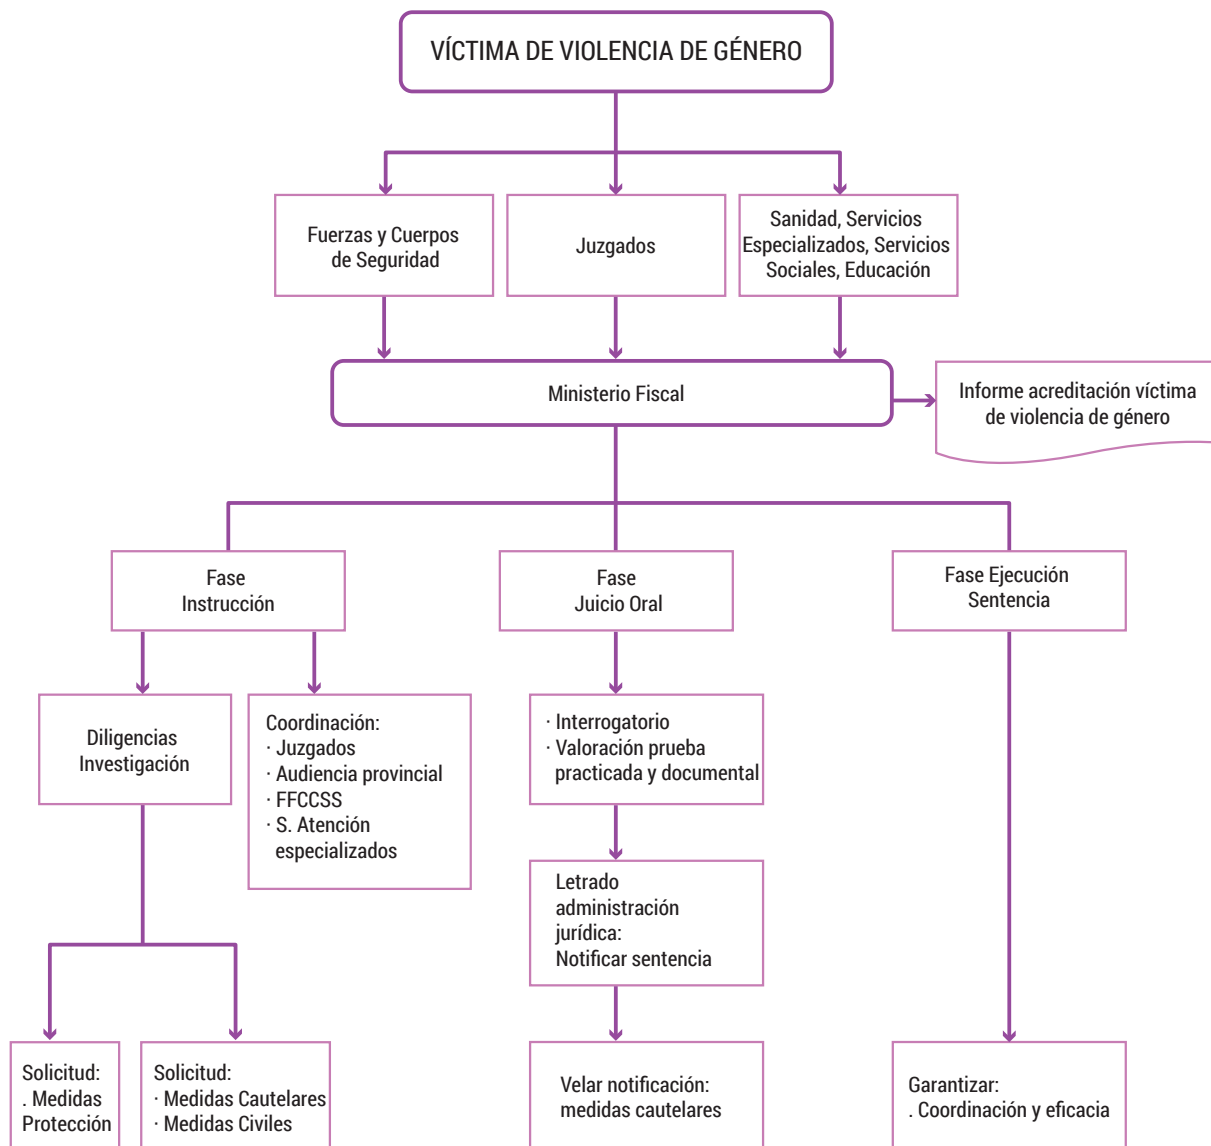 VÍCTIMA DE VIOLENCIA DE GÉNERO
Fuerzas y Cuerpos
de Seguridad
Juzgados
Sanidad, Servicios
Especializados, Servicios
Sociales, Educación
Ministerio Fiscal
Informe acreditación víctima
de violencia de género
Fase
Instrucción
Fase
Juicio Oral
Fase Ejecución
Sentencia
Diligencias
Investigación
Coordinación:
· Juzgados
· Audiencia provincial
· FFCCSS
· S. Atención
especializados
· Interrogatorio
· Valoración prueba
practicada y documental
Letrado
administración
jurídica:
Notificar sentencia
Solicitud:
. Medidas
Protección
Solicitud:
· Medidas Cautelares
· Medidas Civiles
Velar notificación:
medidas cautelares
Garantizar:
. Coordinación y eficacia